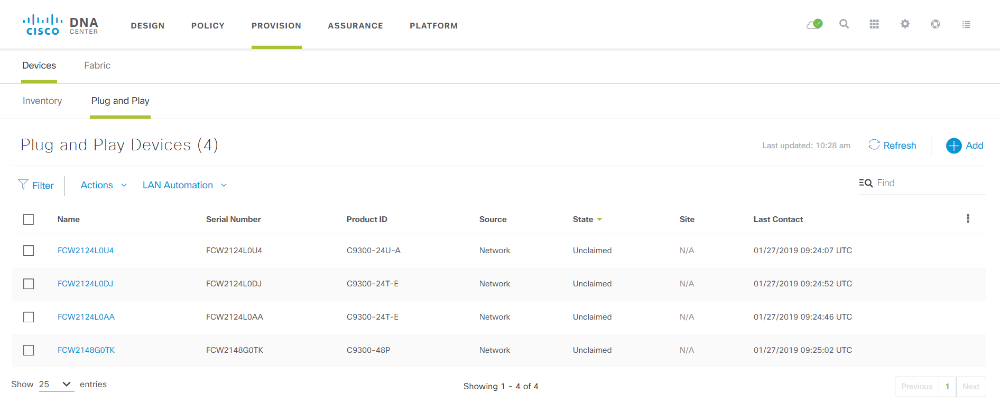 CISCO DNA CENTER DESIGN POLICY PROVISION ASSURANCE PLATFORM
Devices Fabric
Inventory Plug and Play
Plug and Play Devices (4) Last updated: 10:28 am Refresh Add
Filter Actions LAN Automation Find
Name Serial Number Product ID Source State Site Last Contact
FCW2124L0U4 FCW2124L0U4 C9300-24U-A Network Unclaimed N/A 01/27/2019 09:24:07 UTC
FCW2124L0DJ FCW2124L0DJ C9300-24T-E Network Unclaimed N/A 01/27/2019 09:24:52 UTC
FCW2124L0AA FCW2124L0AA C9300-24T-E Network Unclaimed N/A 01/27/2019 09:24:46 UTC
FCW2148G0TK FCW2148G0TK C9300-48P Network Unclaimed N/A 01/27/2019 09:25:02 UTC
Show 25 entries Showing 1 - 4 of 4 Previous 1 Next